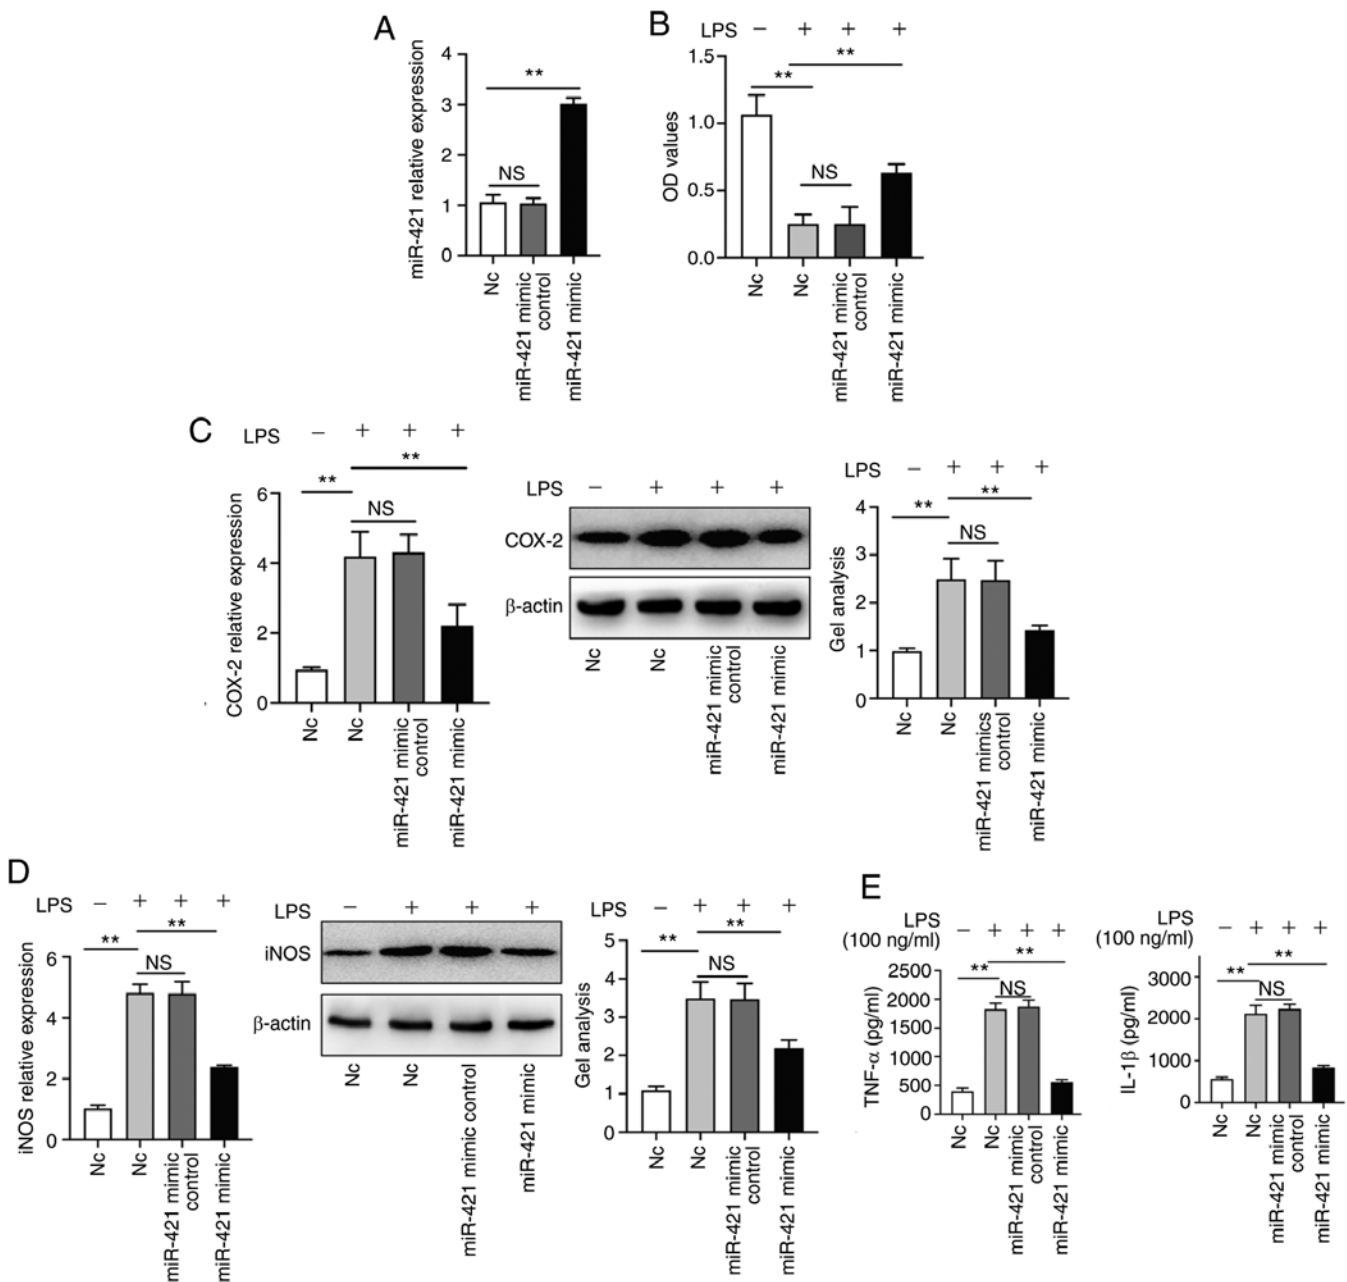 A
miR-421 relative expression
4
3
2
1
0
**
NS
Nc
miR-421 mimic
control
miR-421 mimic
B
LPS − + + +
OD values
1.5
1.0
0.5
0.0
**
**
NS
Nc
Nc
miR-421 mimic
control
miR-421 mimic
C
LPS − + + +
COX-2 relative expression
6
4
2
0
**
**
NS
Nc
Nc
miR-421 mimic
control
miR-421 mimic
LPS − + + +
COX-2
β-actin
Nc
Nc
miR-421 mimic
control
miR-421 mimic
LPS − + + +
Gel analysis
4
3
2
1
0
**
**
NS
Nc
Nc
miR-421 mimics
control
miR-421 mimic
D
LPS − + + +
iNOS relative expression
6
4
2
0
**
**
NS
Nc
Nc
miR-421 mimic
control
miR-421 mimic
LPS − + + +
iNOS
β-actin
Nc
Nc
miR-421 mimic control
miR-421 mimic
LPS − + + +
Gel analysis
5
4
3
2
1
0
**
**
NS
Nc
Nc
miR-421 mimic
control
miR-421 mimic
E
LPS
(100 ng/ml) − + + +
TNF-α (pg/ml)
2500
2000
1500
1000
500
0
**
**
NS
Nc
Nc
miR-421 mimic
control
miR-421 mimic
LPS
(100 ng/ml) − + + +
IL-1β (pg/ml)
3000
2000
1000
0
**
**
NS
Nc
Nc
miR-421 mimic
control
miR-421 mimic